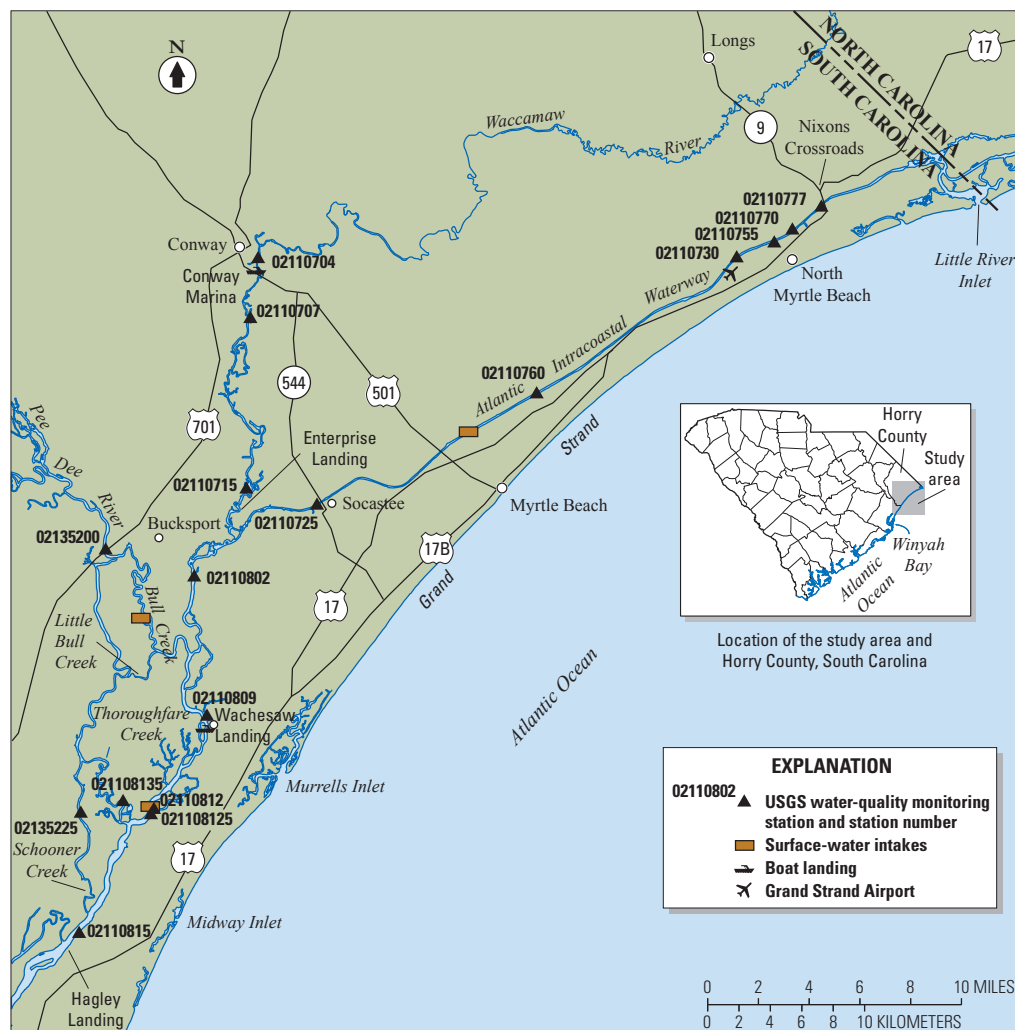 N
Longs
NORTH CAROLINA
SOUTH CAROLINA
17
9
Nixons
Crossroads
Waccamaw
River
02110777
02110770
02110755
02110730
Little River
Inlet
North
Myrtle Beach
Conway
02110704
Conway
Marina
02110707
Waterway
Intracoastal
Atlantic
02110760
544
501
701
Pee
Dee
River
Enterprise
Landing
02110715
Bucksport
02110725
Socastee
Strand
Myrtle Beach
02135200
02110802
17B
Grand
17
Bull
Creek
Little
Bull
Creek
Atlantic Ocean
02110809
Wachesaw
Landing
Thoroughfare
Creek
Murrells Inlet
021108135
02110812
021108125
02135225
Schooner
Creek
17
Midway Inlet
02110815
Hagley
Landing
Horry
County
Study
area
Winyah
Bay
Atlantic
Ocean
Location of the study area and
Horry County, South Carolina
EXPLANATION
02110802
USGS water-quality monitoring
station and station number
Surface-water intakes
Boat landing
Grand Strand Airport
0 2 4 6 8 10 MILES
0 2 4 6 8 10 KILOMETERS